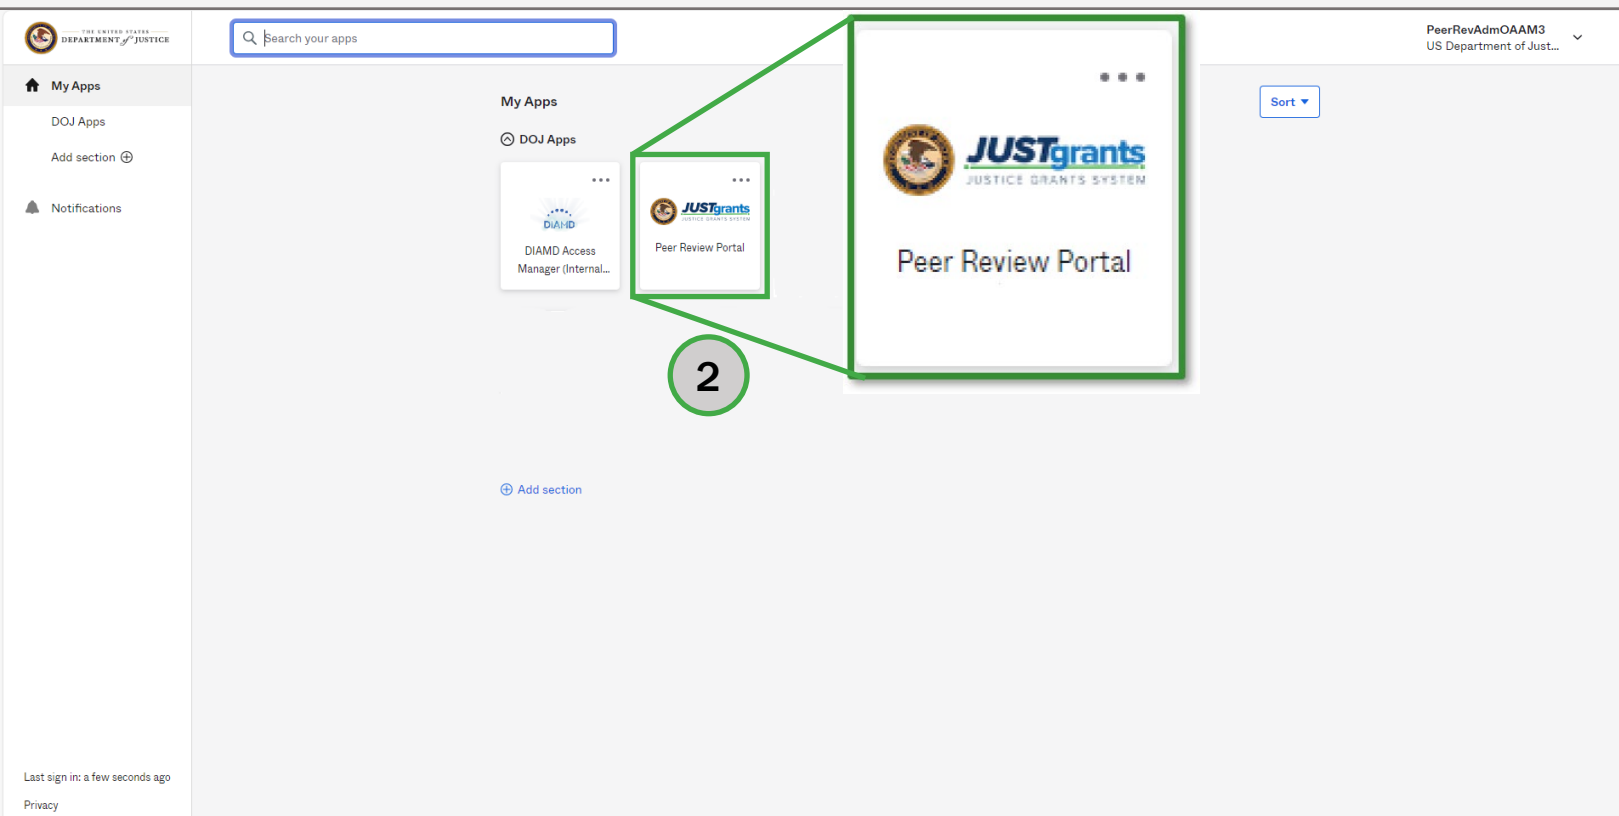 THE UNITED STATES
DEPARTMENT of JUSTICE
Search your apps
PeerRevAdmOAAM3
US Department of Just...
My Apps
DOJ Apps
Add section
Notifications
My Apps
Sort
DOJ Apps
DIAMD
DIAMD Access
Manager (Internal...
JUSTgrants
JUSTICE GRANTS SYSTEM
Peer Review Portal
JUSTgrants
JUSTICE GRANTS SYSTEM
Peer Review Portal
2
Add section
Last sign in: a few seconds ago
Privacy